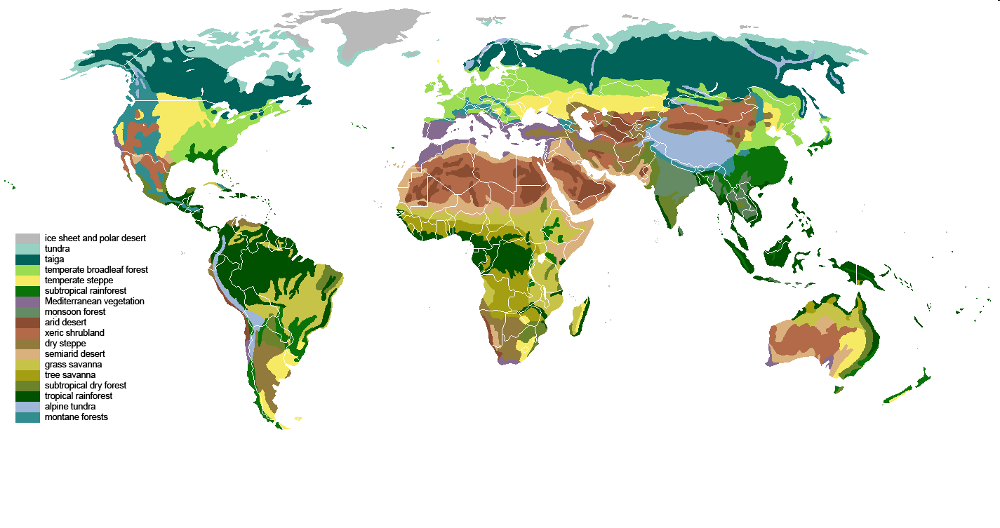 ice sheet and polar desert
tundra
taiga
temperate broadleaf forest
temperate steppe
subtropical rainforest
Mediterranean vegetation
monsoon forest
arid desert
xeric shrubland
dry steppe
semiarid desert
grass savanna
tree savanna
subtropical dry forest
tropical rainforest
alpine tundra
montane forests